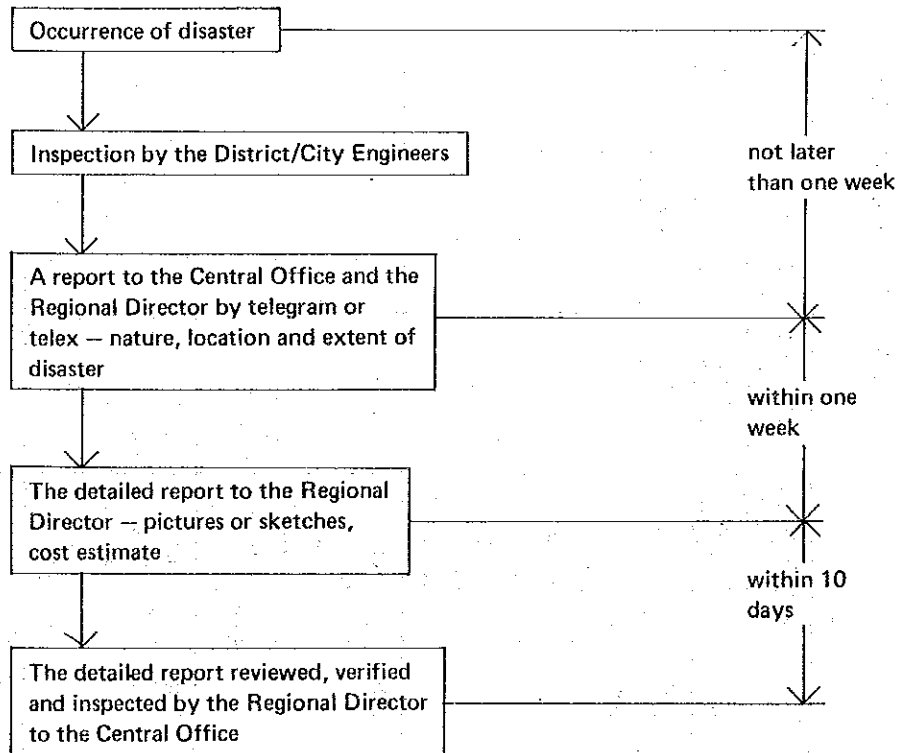 Occurrence of disaster
Inspection by the District/City Engineers
not later
than one week
A report to the Central Office and the
Regional Director by telegram or
telex — nature, location and extent of
disaster
within one
week
The detailed report to the Regional
Director — pictures or sketches,
cost estimate
within 10
days
The detailed report reviewed, verified
and inspected by the Regional Director
to the Central Office